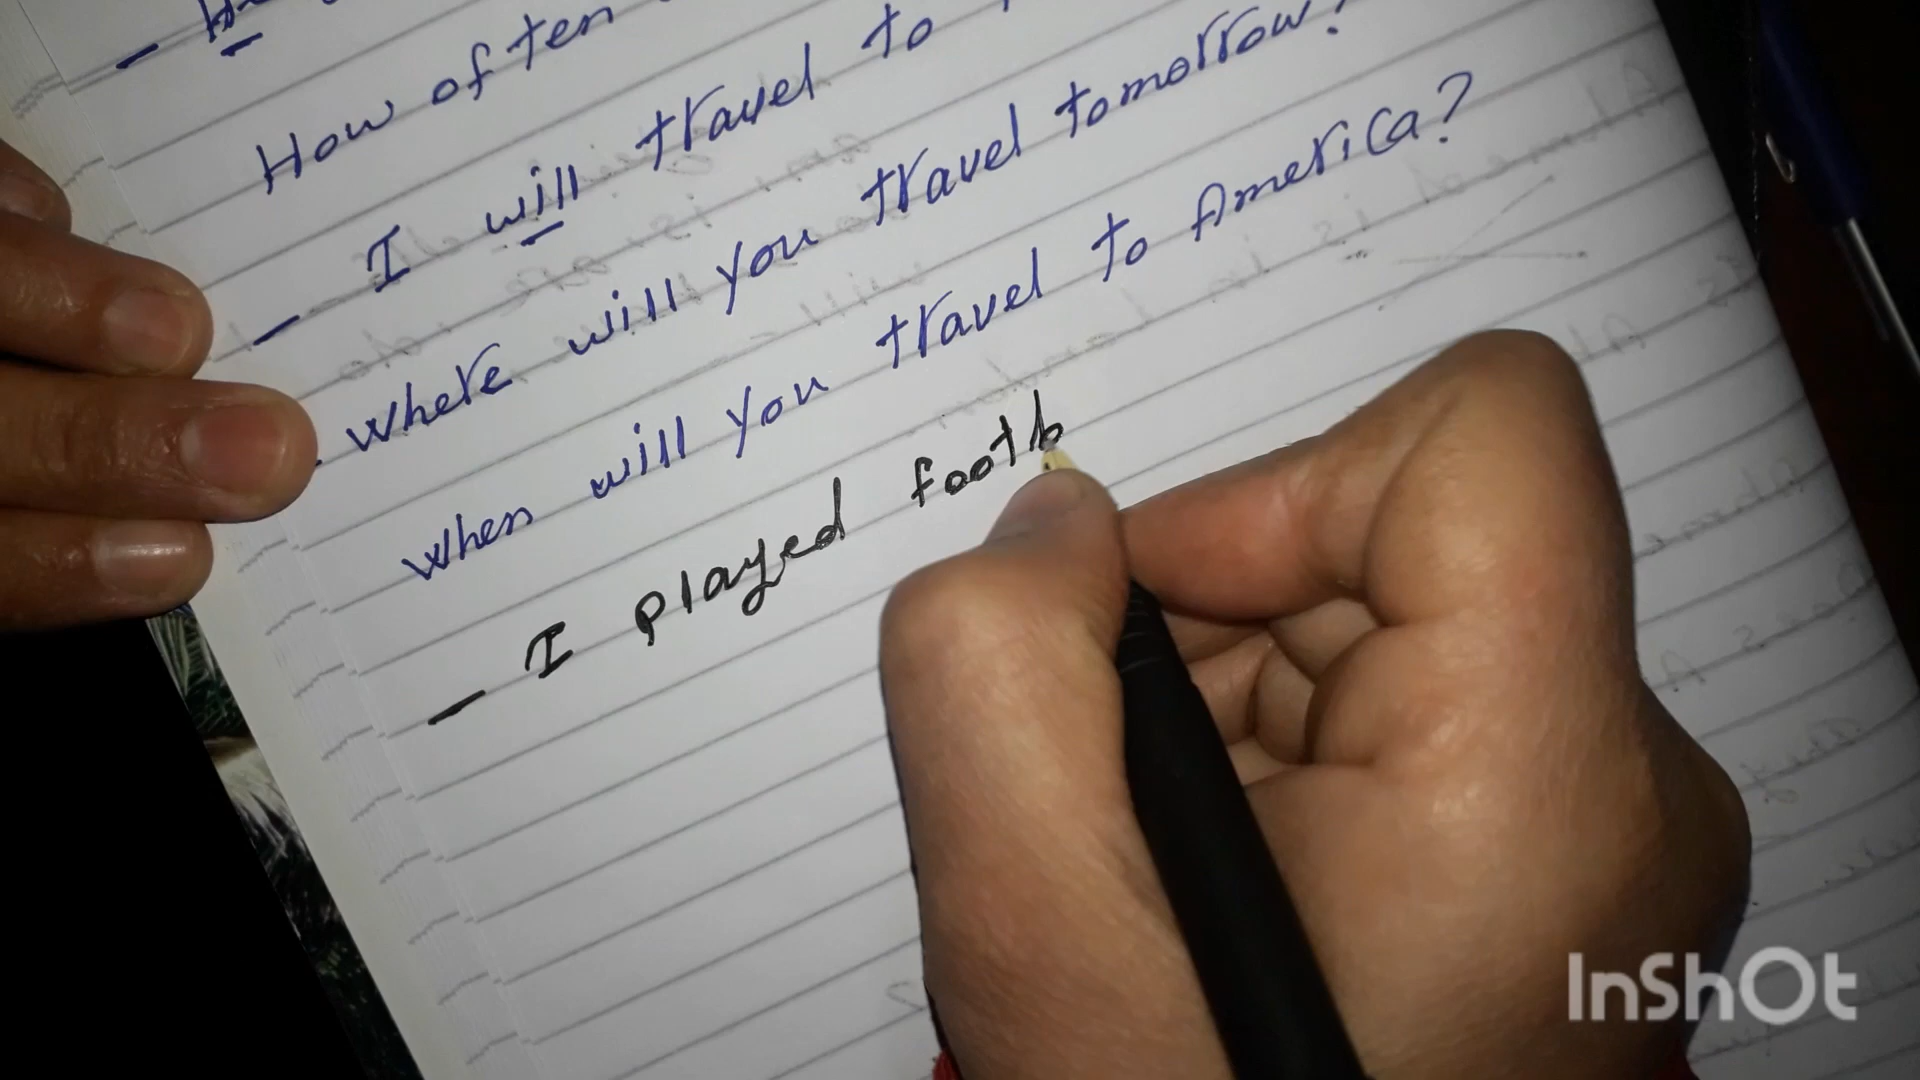 How often
- I will travel to
where will you travel tomorrow?
when will you travel to America?
- I played footb
InShOt